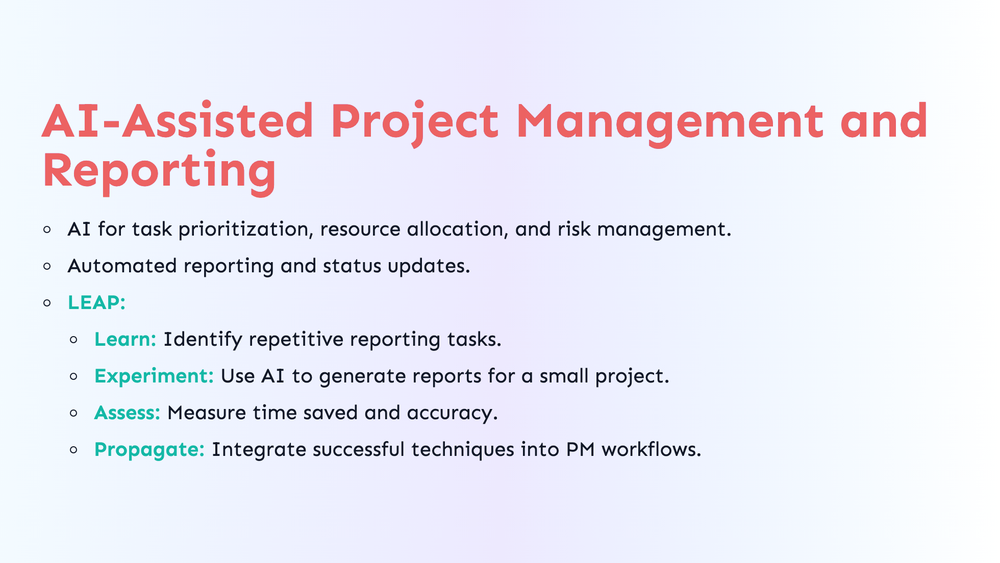 AI-Assisted Project Management and
Reporting
AI for task prioritization, resource allocation, and risk management.
Automated reporting and status updates.
LEAP:
Learn: Identify repetitive reporting tasks.
Experiment: Use AI to generate reports for a small project.
Assess: Measure time saved and accuracy.
Propagate: Integrate successful techniques into PM workflows.